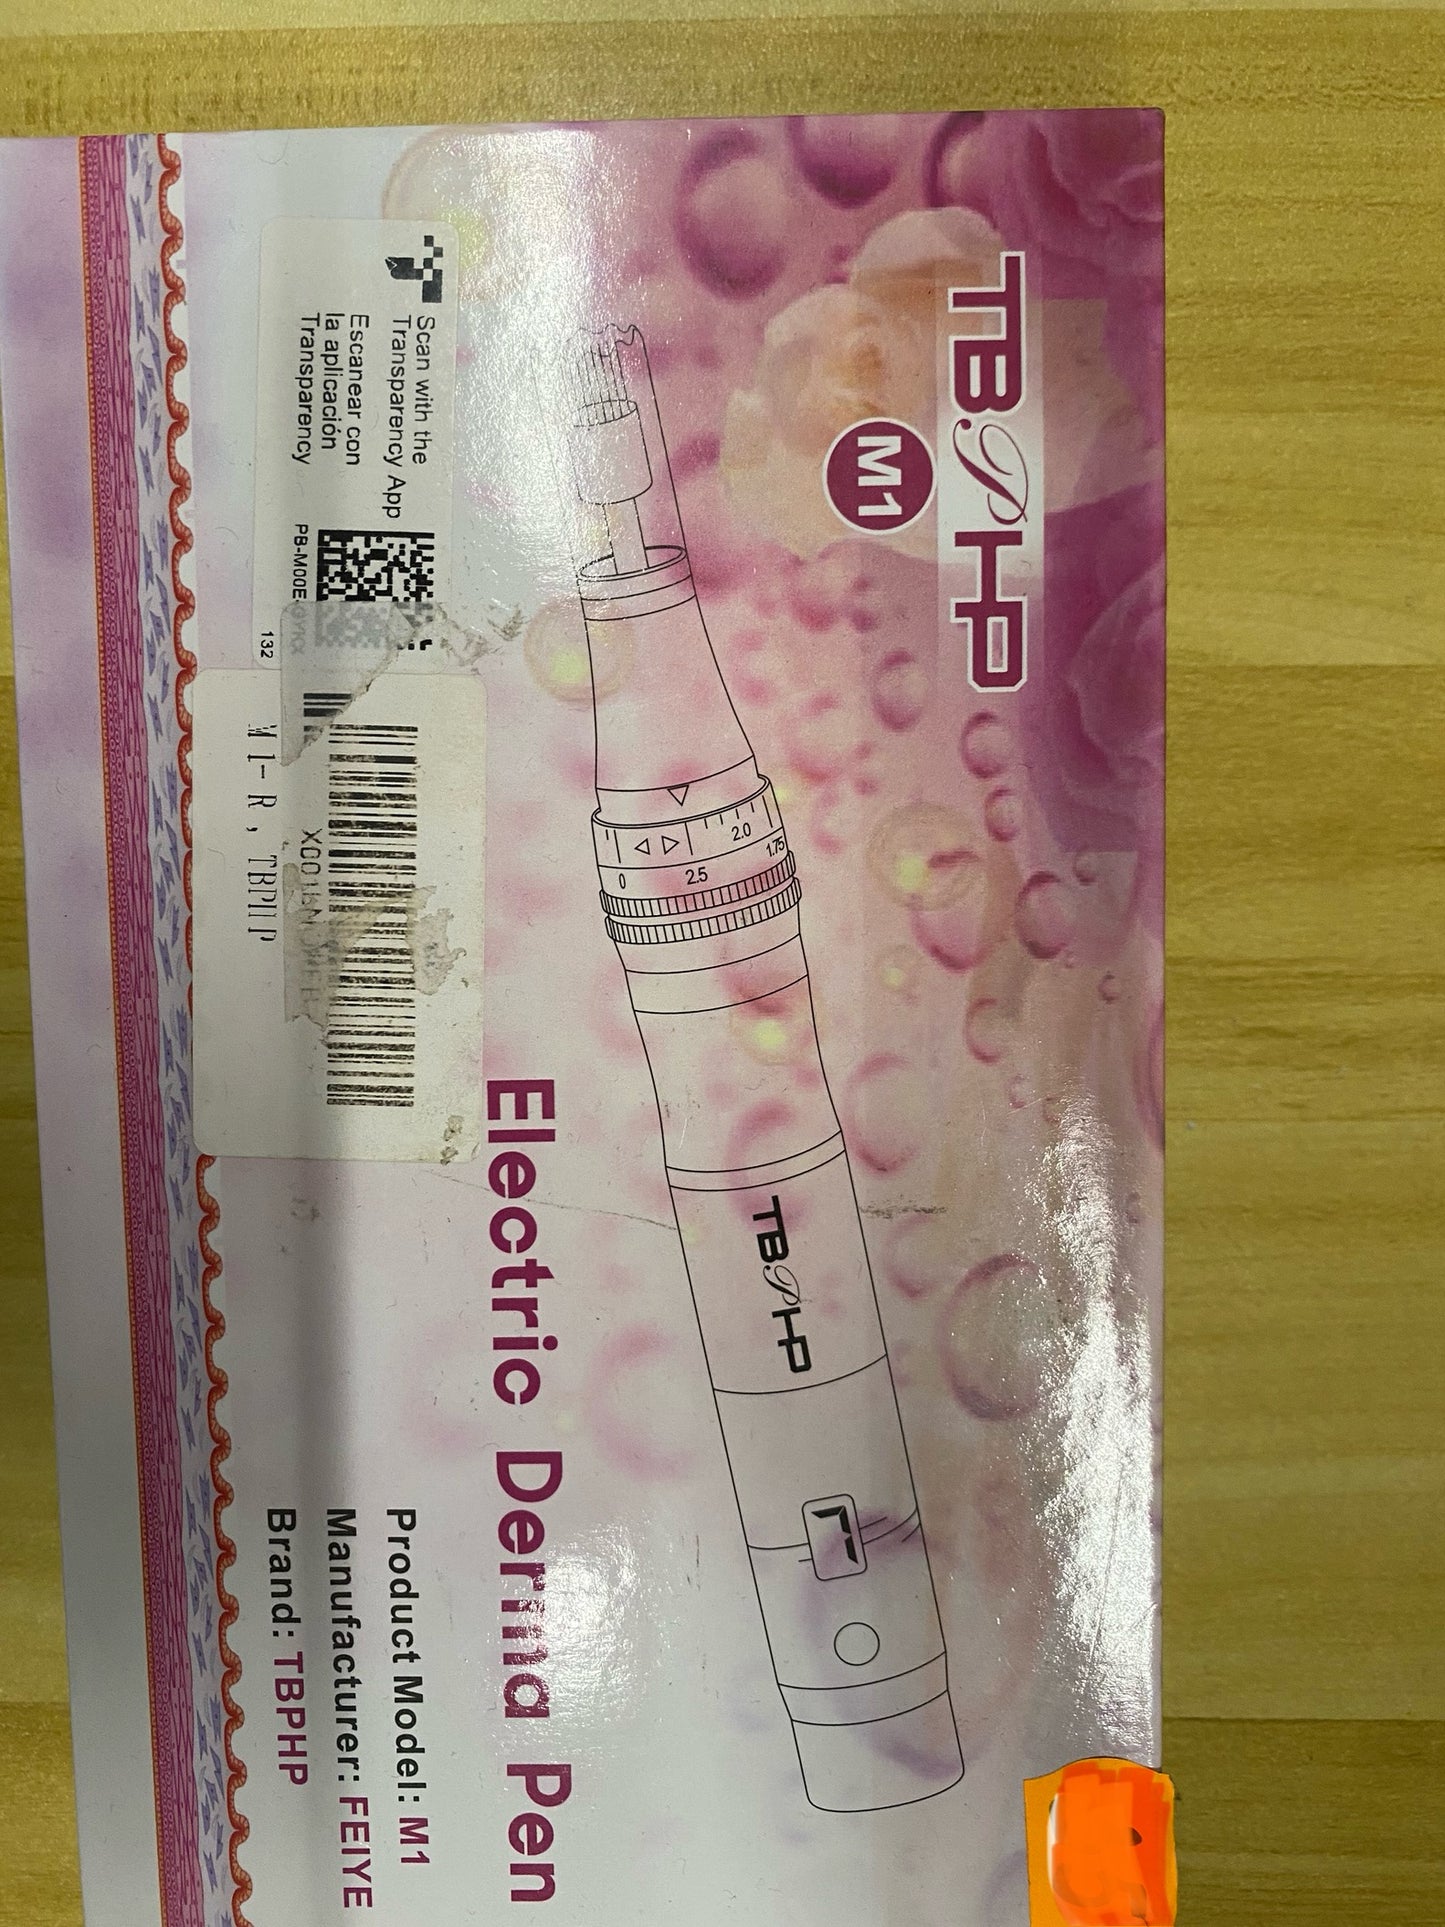 TBPHP
M1
Scan with the
Transparency App
Escanear con
la aplicación
Transparency
132
M1-R, TBPHP
0
2.5
2.0
1.75
TBPHP
Electric Derma Pen
Product Model: M1
Manufacturer: FEIYE
Brand: TBPHP